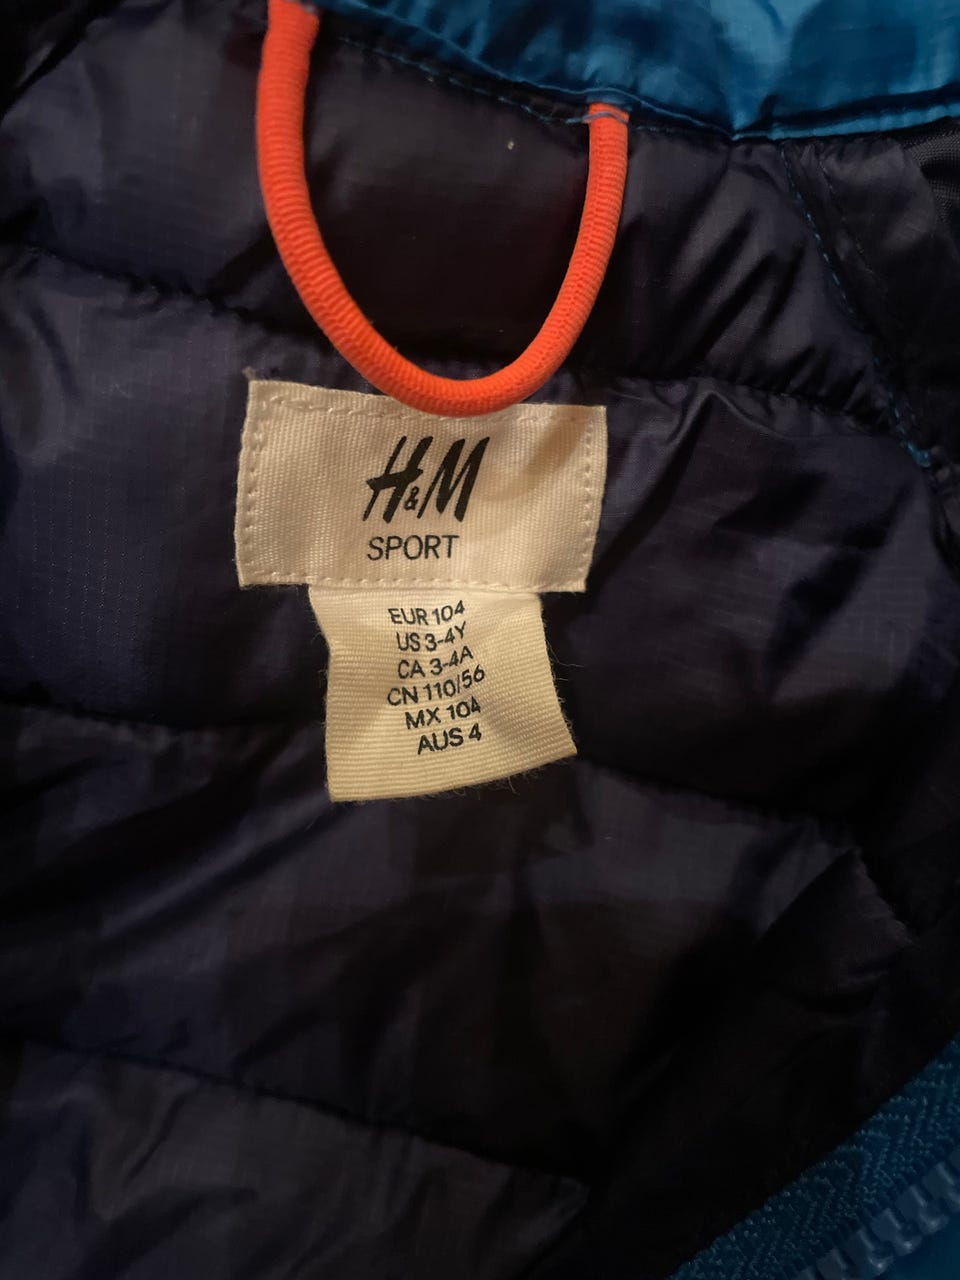 H&M
SPORT
EUR 104
US 3-4Y
CA 3-4A
CN 110/56
MX 104
AUS 4